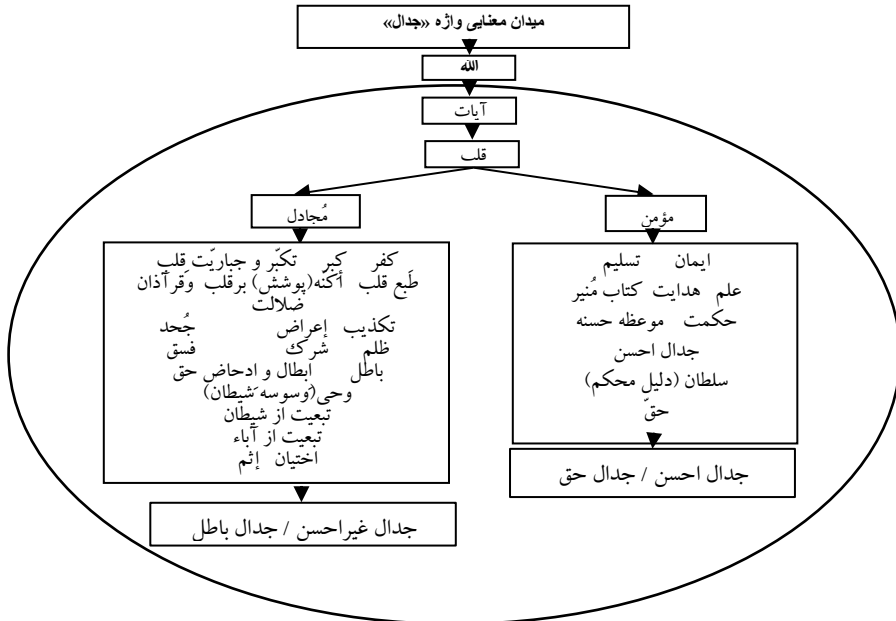 میدان معنایی واژه «جدال»
الله
آیات
قلب
مؤمن
مُجادل
ایمان تسلیم
علم هدایت کتاب مُنیر
حکمت موعظه حسنه
جدال احسن
سلطان (دلیل محکم)
حقّ
جدال احسن / جدال حق
کفر کِبر تکبّر و جباریّت قلب
طَبع قلب أکنّه(پوشش) برقلب وَقرآذان
ضلالت
تکذیب إعراض جُحد
ظلم شرك فسق
باطل اِبطال و ادحاض حق
وحی(وسوسه شیطان)
تبعیت از شیطان
تبعیت از آباء
اختیان إثم
جدال غیراحسن / جدال باطل